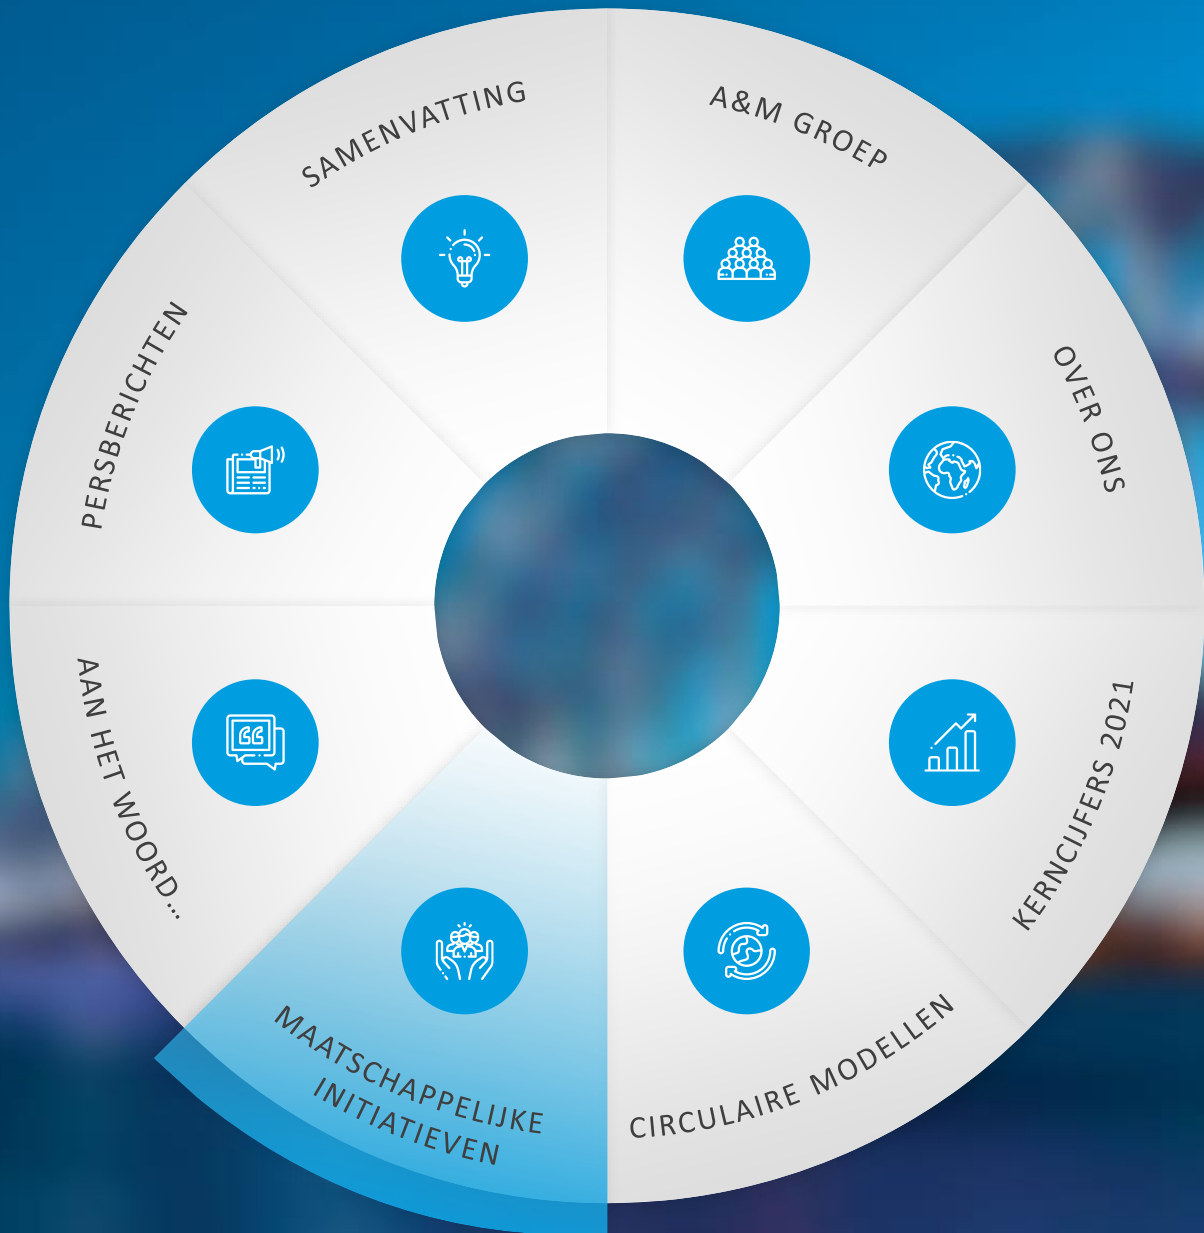 SAMENVATTING
A&M GROEP
OVER ONS
KERNCIJFERS 2021
CIRCULAIRE MODELLEN
MAATSCHAPPELIJKE
INITIATIEVEN
AAN HET WOORD...
PERSBERICHTEN